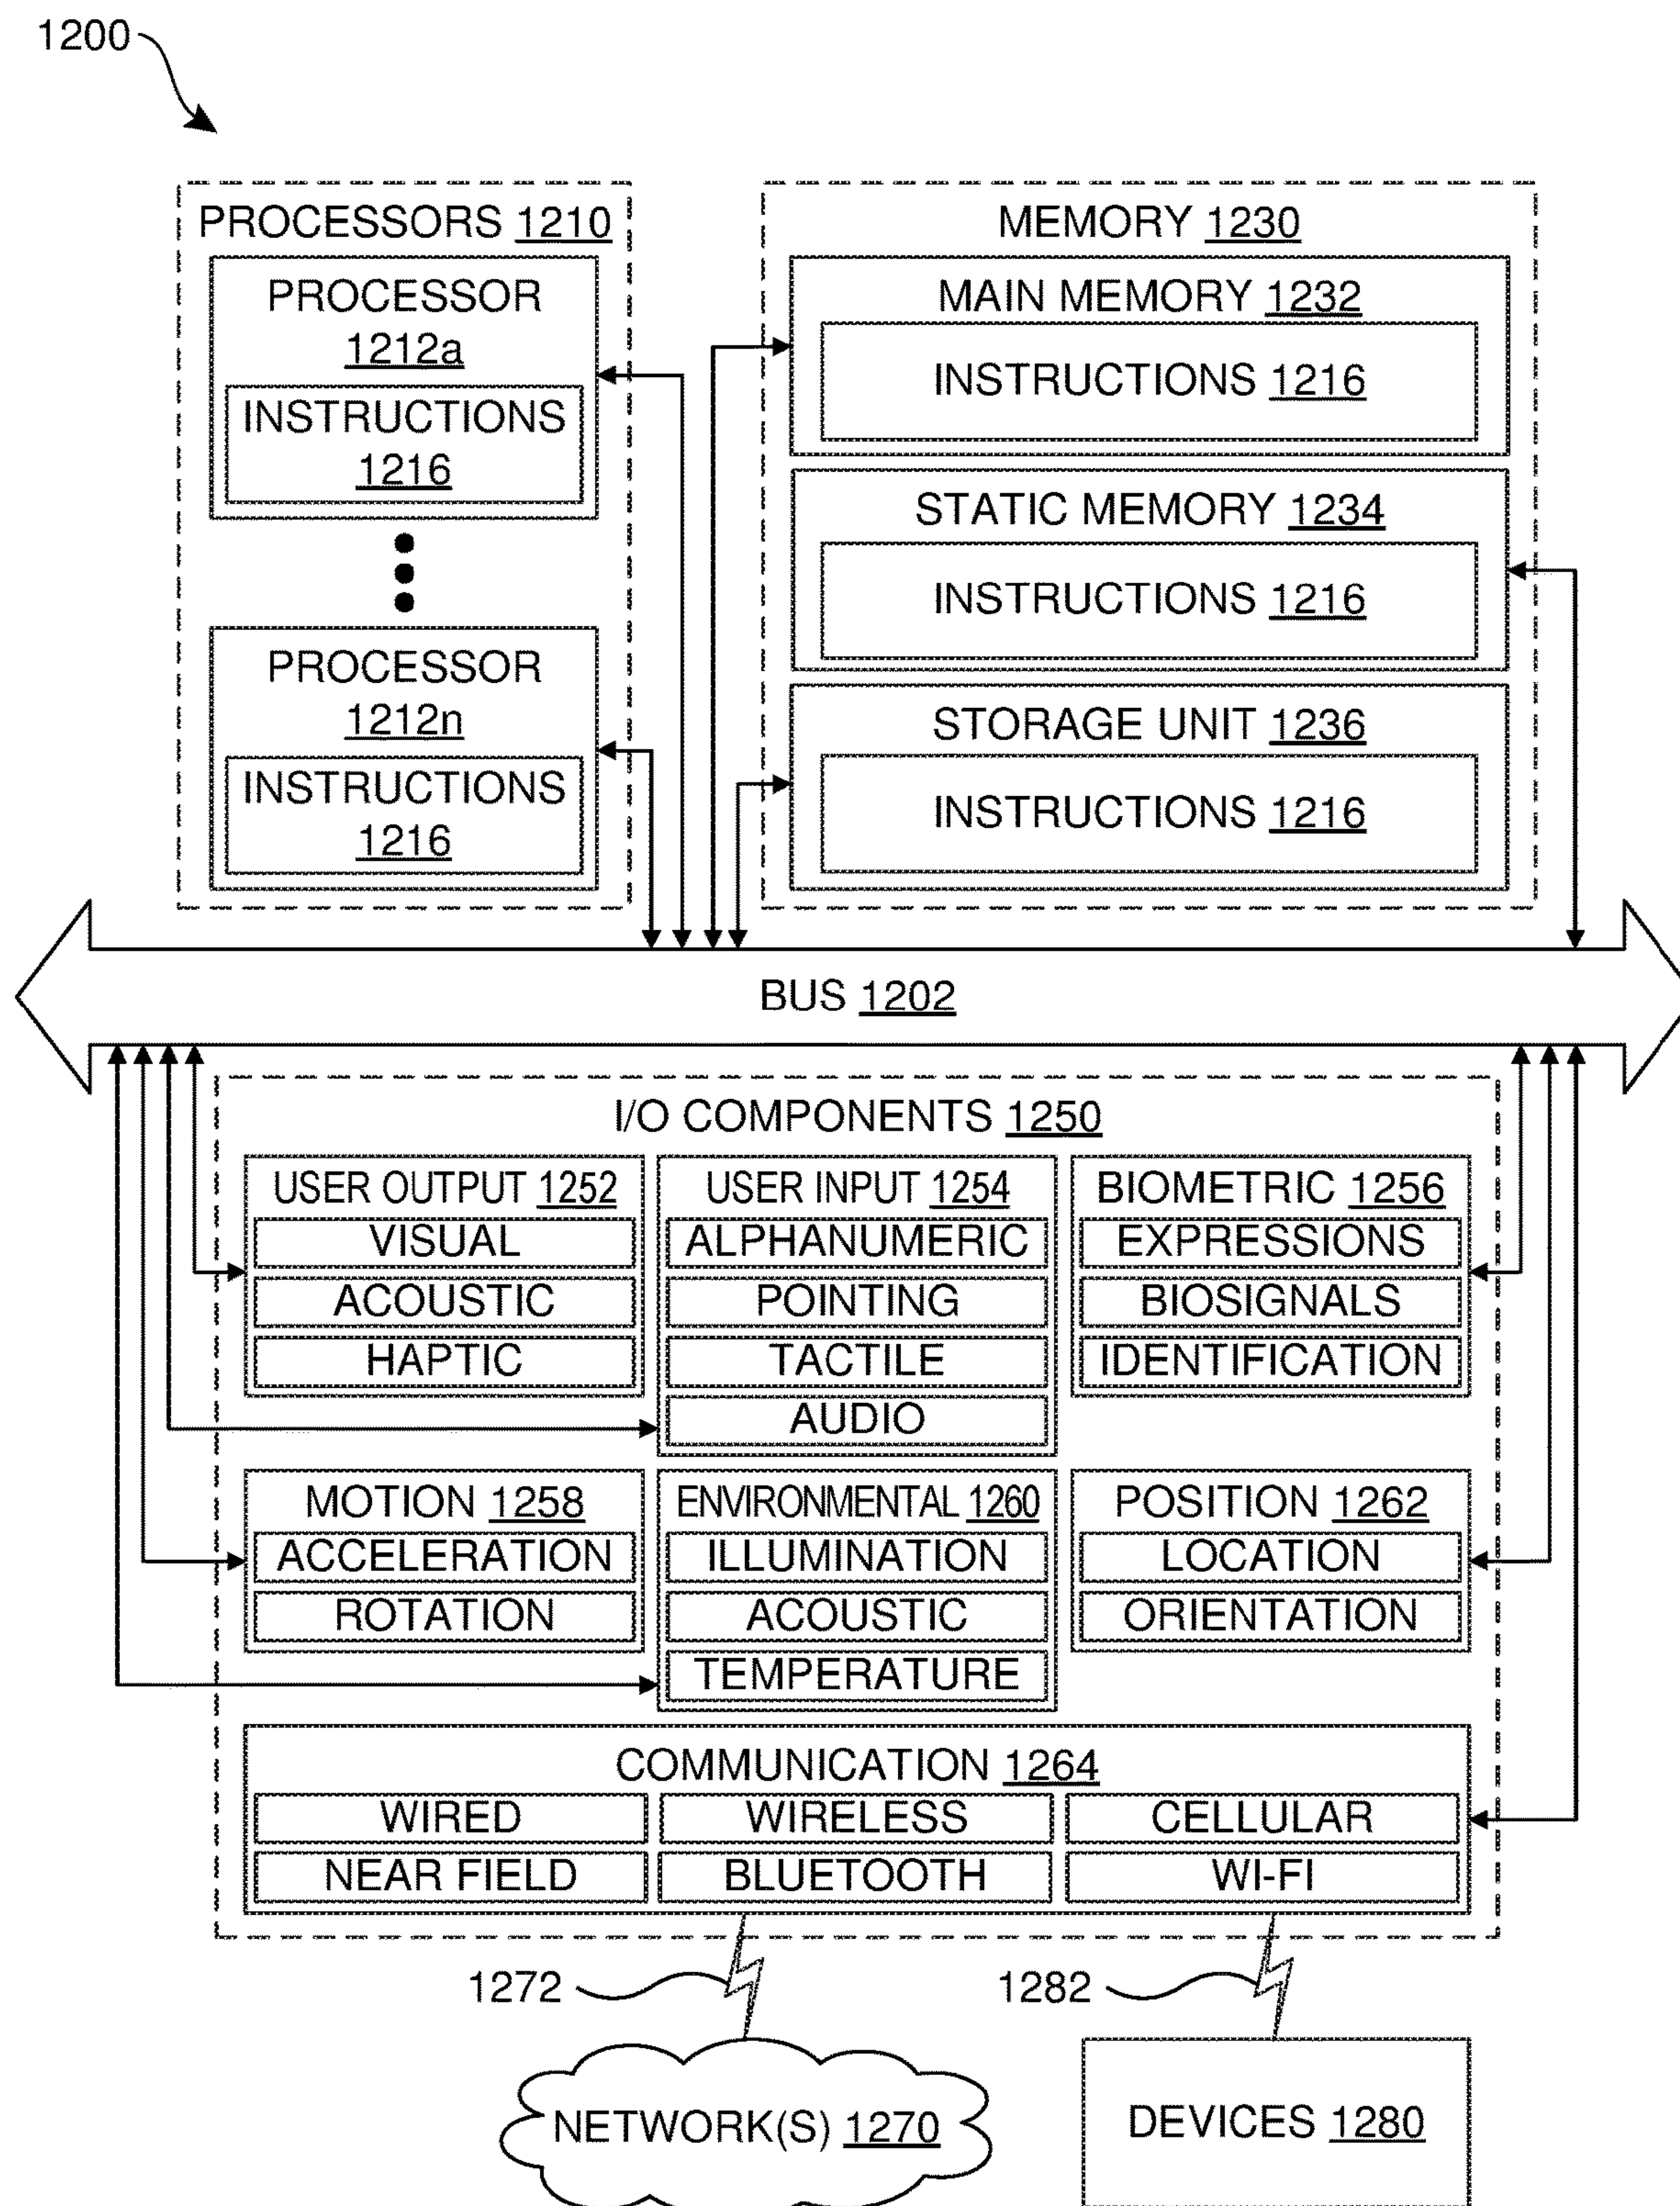 1200
PROCESSORS 1210
PROCESSOR
1212a
INSTRUCTIONS
1216
PROCESSOR
1212n
INSTRUCTIONS
1216
MEMORY 1230
MAIN MEMORY 1232
INSTRUCTIONS 1216
STATIC MEMORY 1234
INSTRUCTIONS 1216
STORAGE UNIT 1236
INSTRUCTIONS 1216
BUS 1202
I/O COMPONENTS 1250
USER OUTPUT 1252
VISUAL
ACOUSTIC
HAPTIC
USER INPUT 1254
ALPHANUMERIC
POINTING
TACTILE
AUDIO
BIOMETRIC 1256
EXPRESSIONS
BIOSIGNALS
IDENTIFICATION
MOTION 1258
ACCELERATION
ROTATION
ENVIRONMENTAL 1260
ILLUMINATION
ACOUSTIC
TEMPERATURE
POSITION 1262
LOCATION
ORIENTATION
COMMUNICATION 1264
WIRED
WIRELESS
CELLULAR
NEAR FIELD
BLUETOOTH
WI-FI
1272
1282
NETWORK(S) 1270
DEVICES 1280